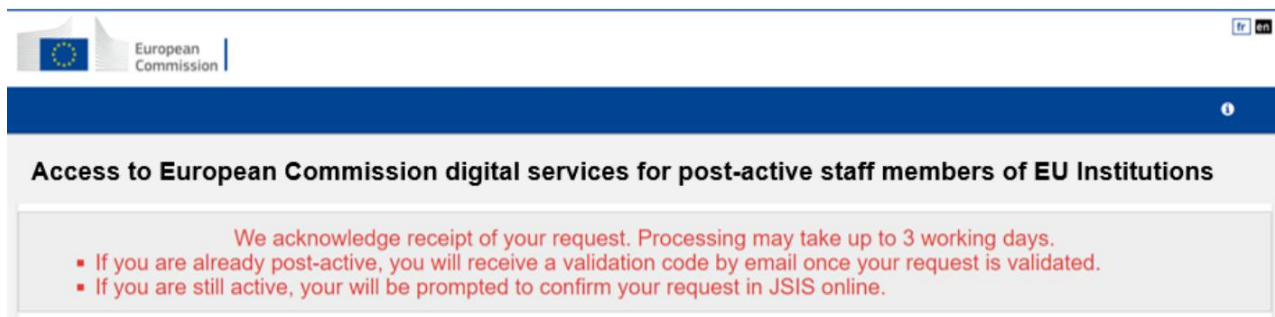 European
Commission
fr en
Access to European Commission digital services for post-active staff members of EU Institutions
We acknowledge receipt of your request. Processing may take up to 3 working days.
▪ If you are already post-active, you will receive a validation code by email once your request is validated.
▪ If you are still active, your will be prompted to confirm your request in JSIS online.